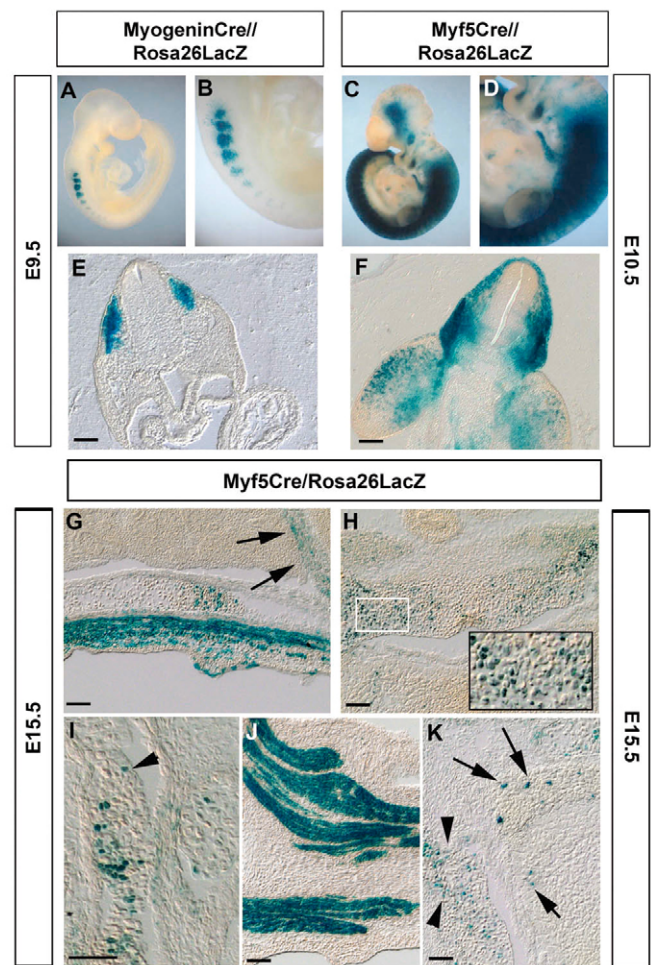 MyogeninCre//
Rosa26LacZ
Myf5Cre//
Rosa26LacZ
A
B
C
D
E9.5
E10.5
E
F
Myf5Cre/Rosa26LacZ
G
H
E15.5
E15.5
I
J
K